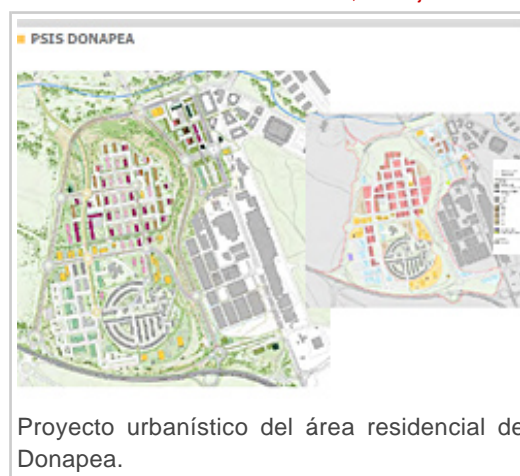 PSIS DONAPEA
Proyecto urbanístico del área residencial de
Donapea.